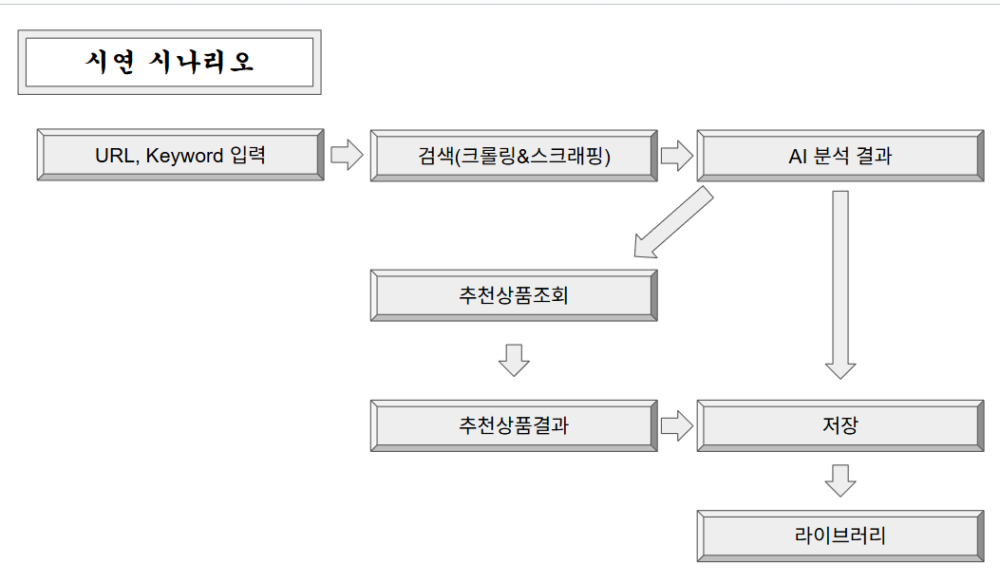 시연 시나리오
URL, Keyword 입력
검색(크롤링&스크래핑)
AI 분석 결과
추천상품조회
추천상품결과
저장
라이브러리